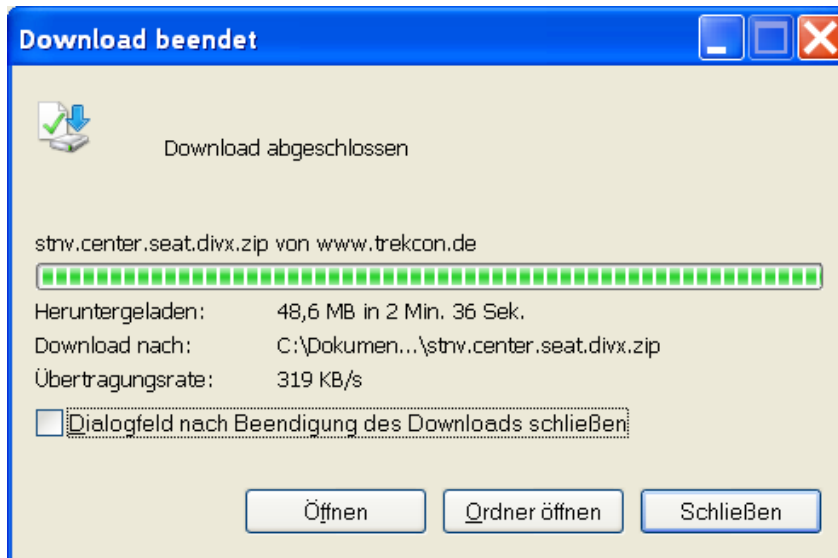 Download beendet
Download abgeschlossen
stnv.center.seat.divx.zip von www.trekcon.de
Heruntergeladen: 48,6 MB in 2 Min. 36 Sek.
Download nach: C:\Dokumen...\stnv.center.seat.divx.zip
Übertragungsrate: 319 KB/s
Dialogfeld nach Beendigung des Downloads schließen
Öffnen Ordner öffnen Schließen